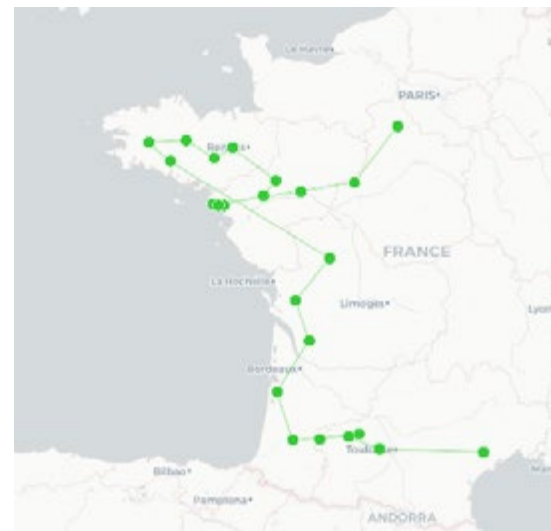 Le Havre
PARIS
Rennes
FRANCE
La Rochelle
Limoges
Lyon
Bordeaux
Toulouse
Bilbao
Pamplona
ANDORRA